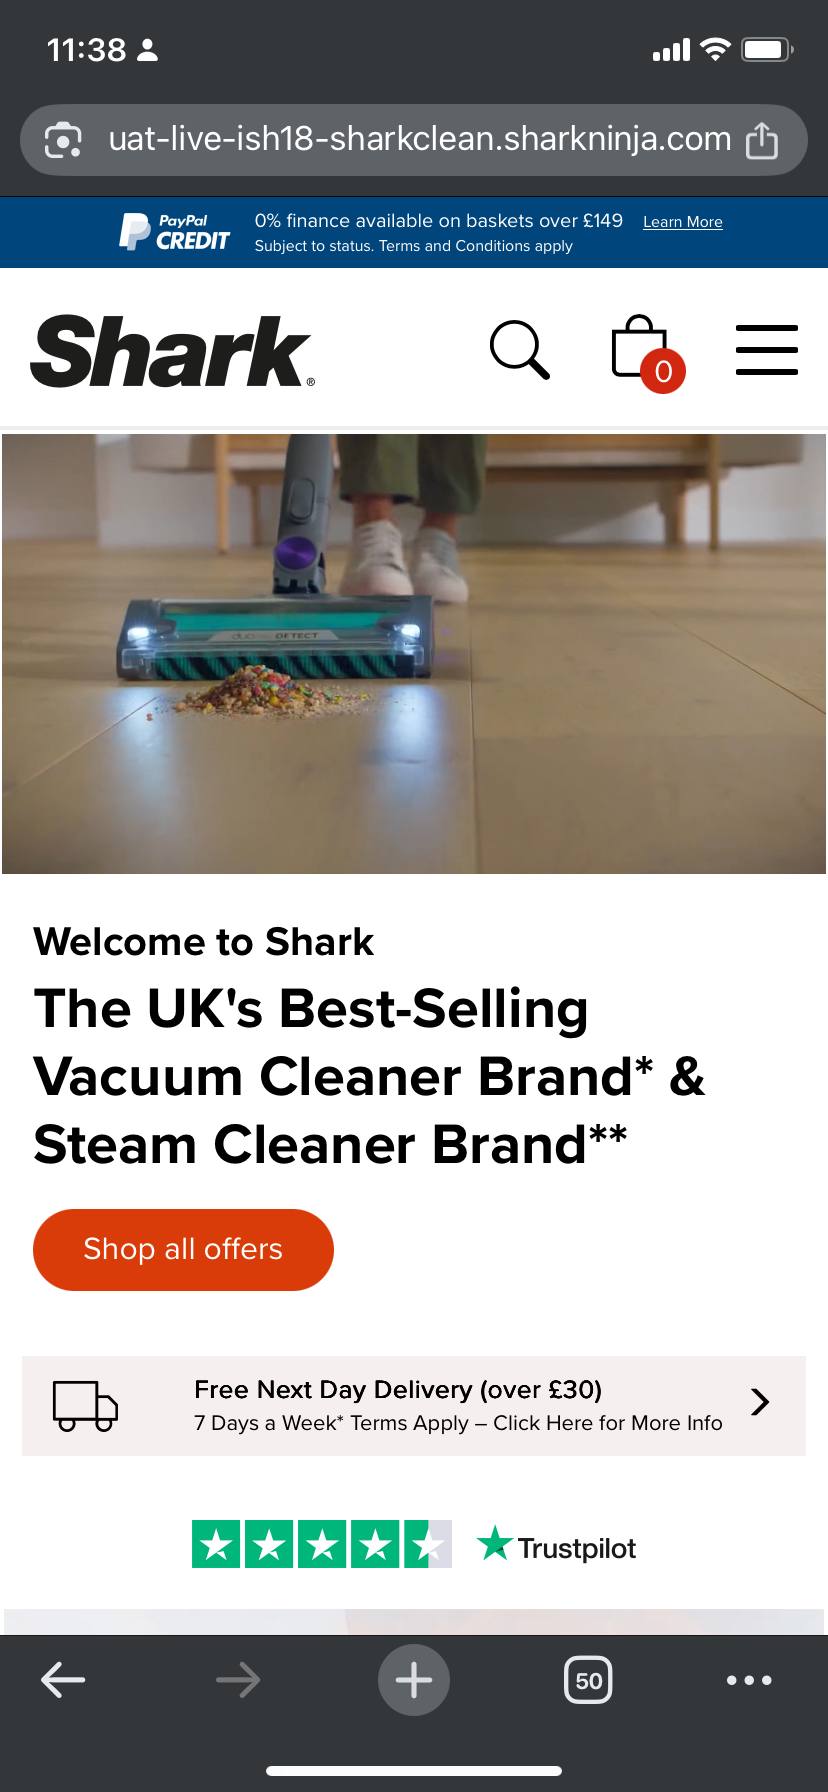 11:38
uat-live-ish18-sharkclean.sharkninja.com
PayPal CREDIT
0% finance available on baskets over £149 Learn More
Subject to status. Terms and Conditions apply
Shark®
0
duo DETECT
Welcome to Shark
The UK's Best-Selling
Vacuum Cleaner Brand* &
Steam Cleaner Brand**
Shop all offers
Free Next Day Delivery (over £30)
7 Days a Week* Terms Apply – Click Here for More Info
Trustpilot
50